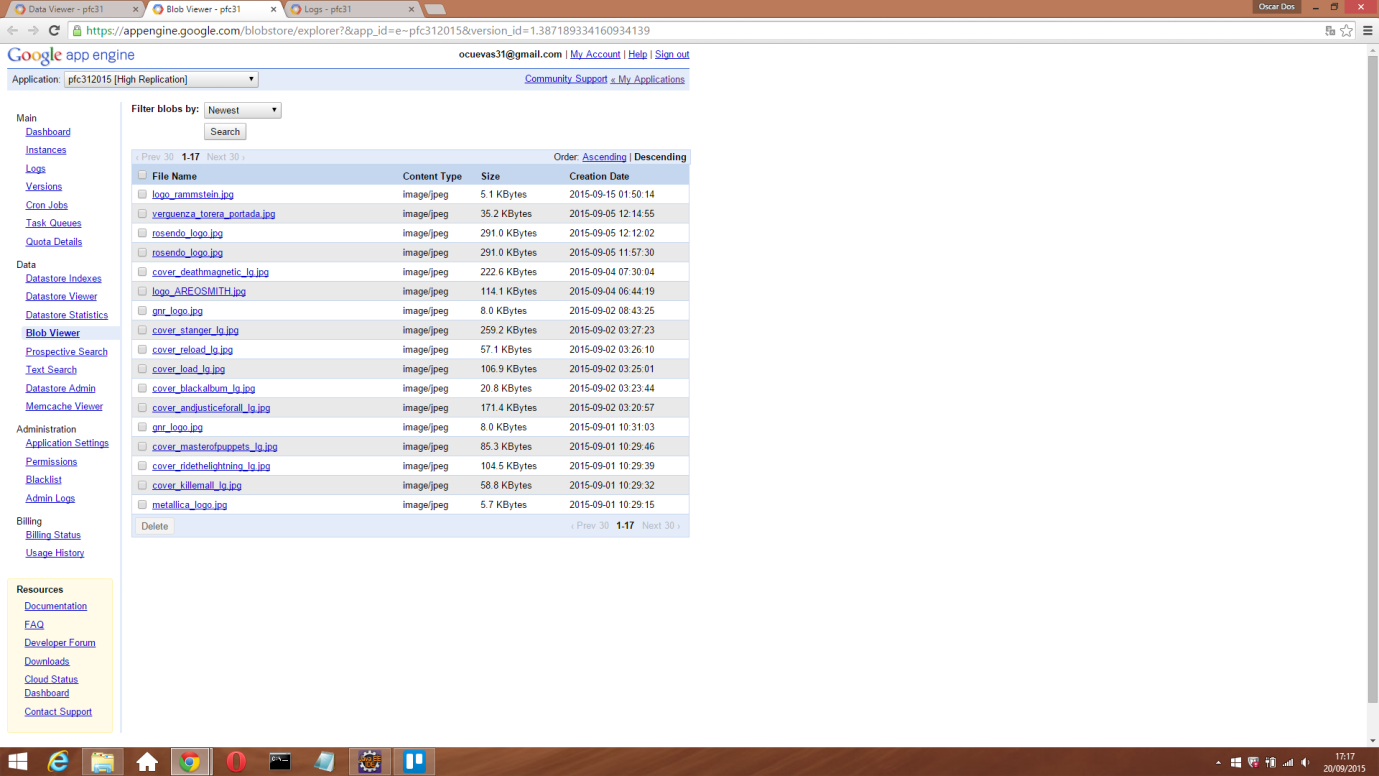 Data Viewer - pfc31
Blob Viewer - pfc31
Logs - pfc31
Oscar Dos
https://appengine.google.com/blobstore/explorer?&app_id=e~pfc312015&version_id=1.387189334160934139
Google app engine
ocuevas31@gmail.com | My Account | Help | Sign out
Application: pfc312015 [High Replication]
Community Support « My Applications
Main
Dashboard
Instances
Logs
Versions
Cron Jobs
Task Queues
Quota Details
Data
Datastore Indexes
Datastore Viewer
Datastore Statistics
Blob Viewer
Prospective Search
Text Search
Datastore Admin
Memcache Viewer
Administration
Application Settings
Permissions
Blacklist
Admin Logs
Billing
Billing Status
Usage History
Resources
Documentation
FAQ
Developer Forum
Downloads
Cloud Status
Dashboard
Contact Support
Filter blobs by: Newest
Search
‹ Prev 30 1-17 Next 30 › Order: Ascending | Descending
File Name Content Type Size Creation Date
logo_rammstein.jpg image/jpeg 5.1 KBytes 2015-09-15 01:50:14
verguenza_torera_portada.jpg image/jpeg 35.2 KBytes 2015-09-05 12:14:55
rosendo_logo.jpg image/jpeg 291.0 KBytes 2015-09-05 12:12:02
rosendo_logo.jpg image/jpeg 291.0 KBytes 2015-09-05 11:57:30
cover_deathmagnetic_lg.jpg image/jpeg 222.6 KBytes 2015-09-04 07:30:04
logo_AREOSMITH.jpg image/jpeg 114.1 KBytes 2015-09-04 06:44:19
gnr_logo.jpg image/jpeg 8.0 KBytes 2015-09-02 08:43:25
cover_stanger_lg.jpg image/jpeg 259.2 KBytes 2015-09-02 03:27:23
cover_reload_lg.jpg image/jpeg 57.1 KBytes 2015-09-02 03:26:10
cover_load_lg.jpg image/jpeg 106.9 KBytes 2015-09-02 03:25:01
cover_blackalbum_lg.jpg image/jpeg 20.8 KBytes 2015-09-02 03:23:44
cover_andjusticeforall_lg.jpg image/jpeg 171.4 KBytes 2015-09-02 03:20:57
gnr_logo.jpg image/jpeg 8.0 KBytes 2015-09-01 10:31:03
cover_masterofpuppets_lg.jpg image/jpeg 85.3 KBytes 2015-09-01 10:29:46
cover_ridethelightning_lg.jpg image/jpeg 104.5 KBytes 2015-09-01 10:29:39
cover_killemall_lg.jpg image/jpeg 58.8 KBytes 2015-09-01 10:29:32
metallica_logo.jpg image/jpeg 5.7 KBytes 2015-09-01 10:29:15
Delete ‹ Prev 30 1-17 Next 30 ›
17:17
20/09/2015